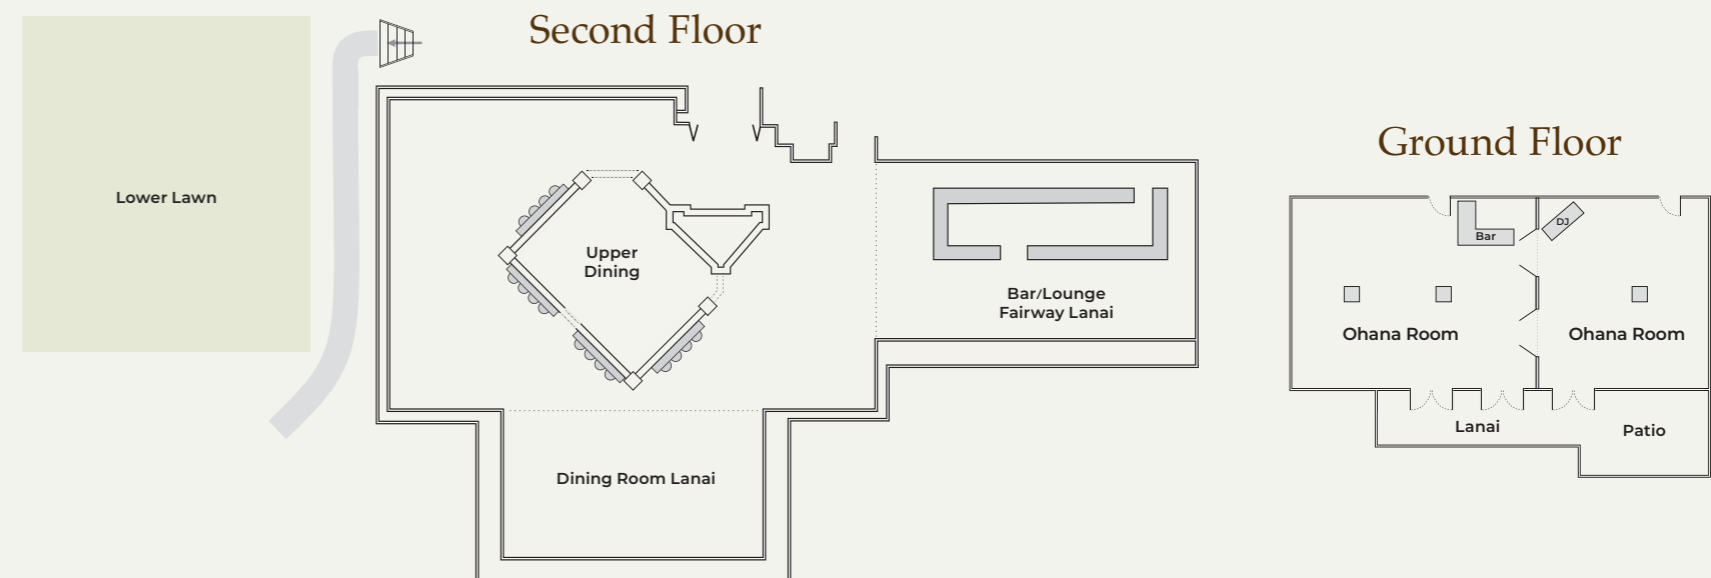 Second Floor
Lower Lawn
Upper
Dining
Bar/Lounge
Fairway Lanai
Dining Room Lanai
Ground Floor
Bar
DJ
Ohana Room
Ohana Room
Lanai
Patio